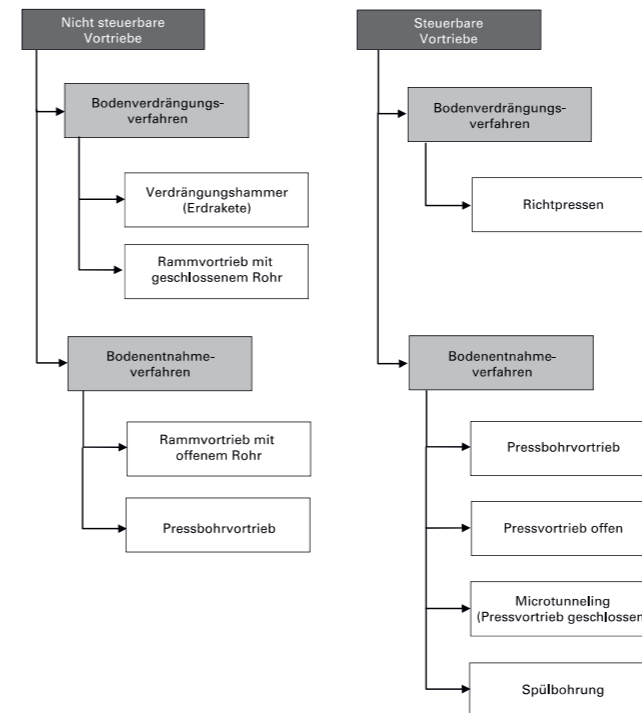 Nicht steuerbare
Vortriebe
Bodenverdrängungs-
verfahren
Verdrängungshammer
(Erdrakete)
Rammvortrieb mit
geschlossenem Rohr
Bodenentnahme-
verfahren
Rammvortrieb mit
offenem Rohr
Pressbohrvortrieb
Steuerbare
Vortriebe
Bodenverdrängungs-
verfahren
Richtpressen
Bodenentnahme-
verfahren
Pressbohrvortrieb
Pressvortrieb offen
Microtunneling
(Pressvortrieb geschlossen
Spülbohrung